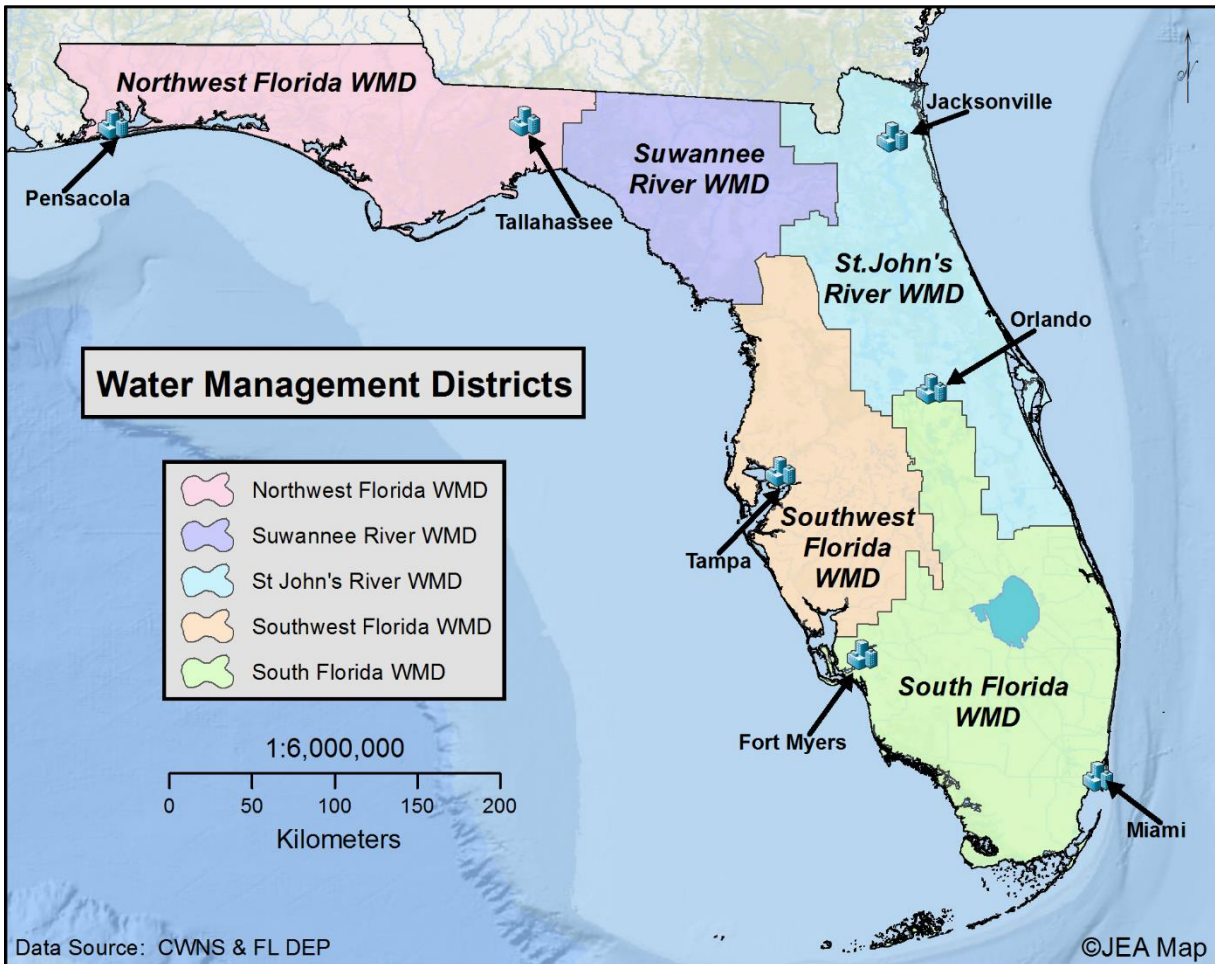 Northwest Florida WMD
Jacksonville
Suwannee
River WMD
Pensacola
Tallahassee
St.John's
River WMD
Orlando
Water Management Districts
Northwest Florida WMD
Suwannee River WMD
St John's River WMD
Southwest Florida WMD
South Florida WMD
Southwest
Florida
WMD
Tampa
South Florida
WMD
Fort Myers
Miami
1:6,000,000
0 50 100 150 200
Kilometers
Data Source: CWNS & FL DEP
©JEA Map
N